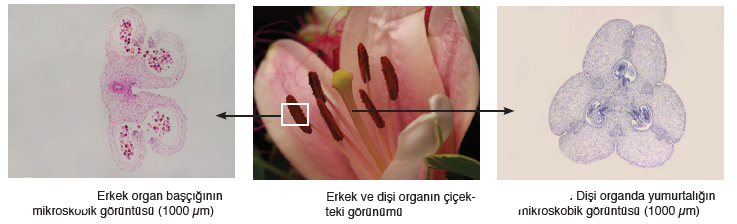 Erkek organ başçığının
mikroskobik görüntüsü (1000 µm)
Erkek ve dişi organın çiçek-
teki görünümü
. Dişi organda yumurtalığın
mikroskobik görüntüsü (1000 µm)